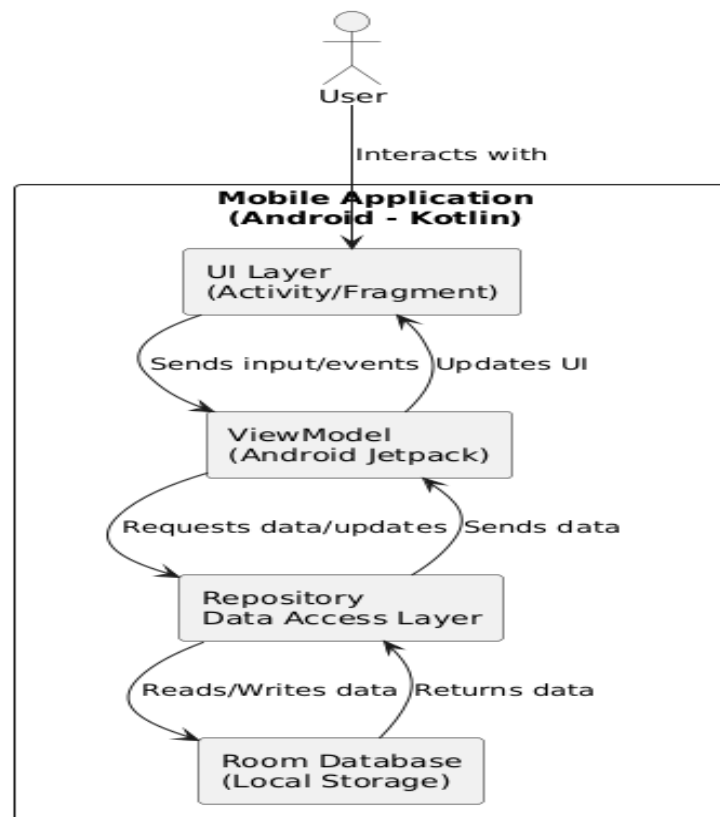 User
Interacts with
Mobile Application
(Android - Kotlin)
UI Layer
(Activity/Fragment)
Sends input/events
Updates UI
ViewModel
(Android Jetpack)
Requests data/updates
Sends data
Repository
Data Access Layer
Reads/Writes data
Returns data
Room Database
(Local Storage)